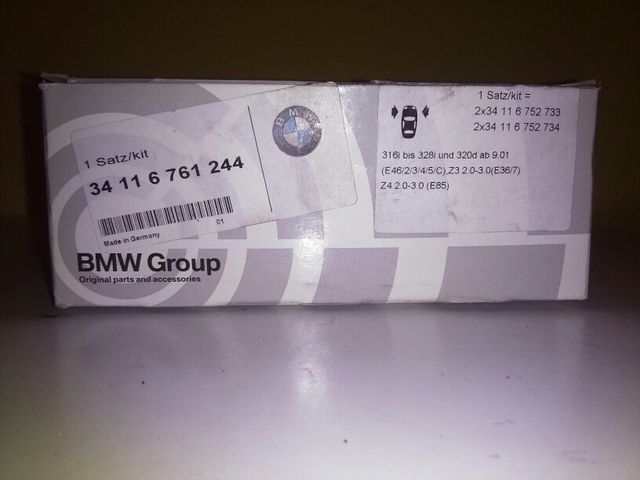 1 Satz/kit
34 11 6 761 244
01
Made in Germany
BMW
BMW Group
Original parts and accessories
1 Satz/kit =
2x34 11 6 752 733
2x34 11 6 752 734
316i bis 328i und 320d ab 9.01
(E46/2/3/4/5/C),Z3 2.0-3.0(E36/7)
Z4 2.0-3.0 (E85)